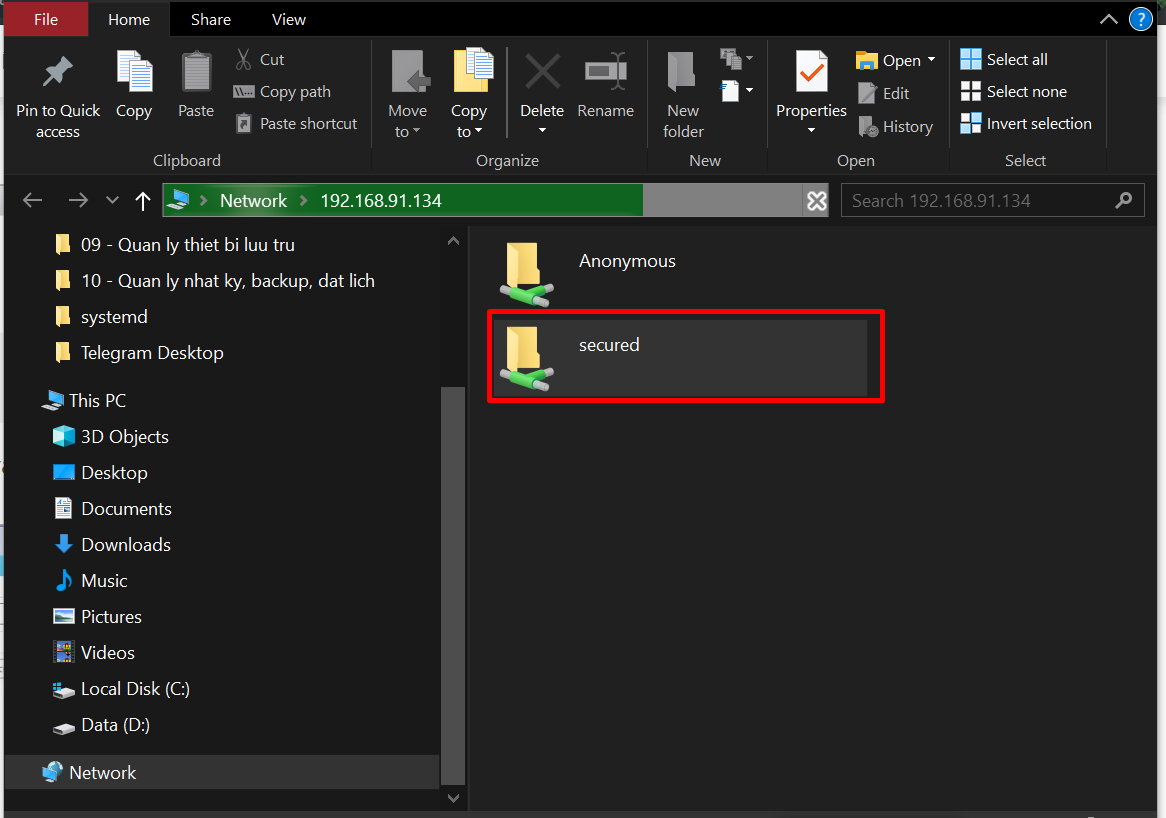 File Home Share View
?
Pin to Quick
access
Copy
Paste
Cut
Copy path
Paste shortcut
Clipboard
Move
to
Copy
to
Delete
Rename
Organize
New
folder
New
Properties
Open
Edit
History
Open
Select all
Select none
Invert selection
Select
Network 192.168.91.134
Search 192.168.91.134
09 - Quan ly thiet bi luu tru
10 - Quan ly nhat ky, backup, dat lich
systemd
Telegram Desktop
This PC
3D Objects
Desktop
Documents
Downloads
Music
Pictures
Videos
Local Disk (C:)
Data (D:)
Network
Anonymous
secured